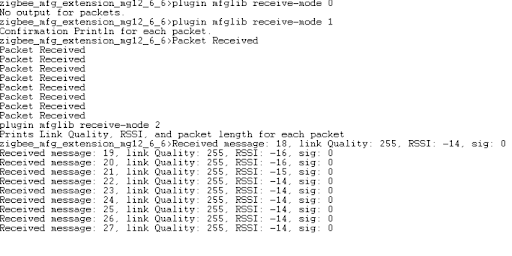 zigbee_mfg_extension_mg12_6_6>plugin mfglib receive-mode 0
No output for packets.
zigbee_mfg_extension_mg12_6_6>plugin mfglib receive-mode 1
Confirmation Println for each packet.
zigbee_mfg_extension_mg12_6_6>Packet Received
Packet Received
Packet Received
Packet Received
Packet Received
Packet Received
Packet Received
Packet Received
Packet Received
plugin mfglib receive-mode 2
Prints Link Quality, RSSI, and packet length for each packet
zigbee_mfg_extension_mg12_6_6>Received message: 18, link Quality: 255, RSSI: -14, sig: 0
Received message: 19, link Quality: 255, RSSI: -16, sig: 0
Received message: 20, link Quality: 255, RSSI: -16, sig: 0
Received message: 21, link Quality: 255, RSSI: -15, sig: 0
Received message: 22, link Quality: 255, RSSI: -14, sig: 0
Received message: 23, link Quality: 255, RSSI: -14, sig: 0
Received message: 24, link Quality: 255, RSSI: -14, sig: 0
Received message: 25, link Quality: 255, RSSI: -14, sig: 0
Received message: 26, link Quality: 255, RSSI: -14, sig: 0
Received message: 27, link Quality: 255, RSSI: -14, sig: 0